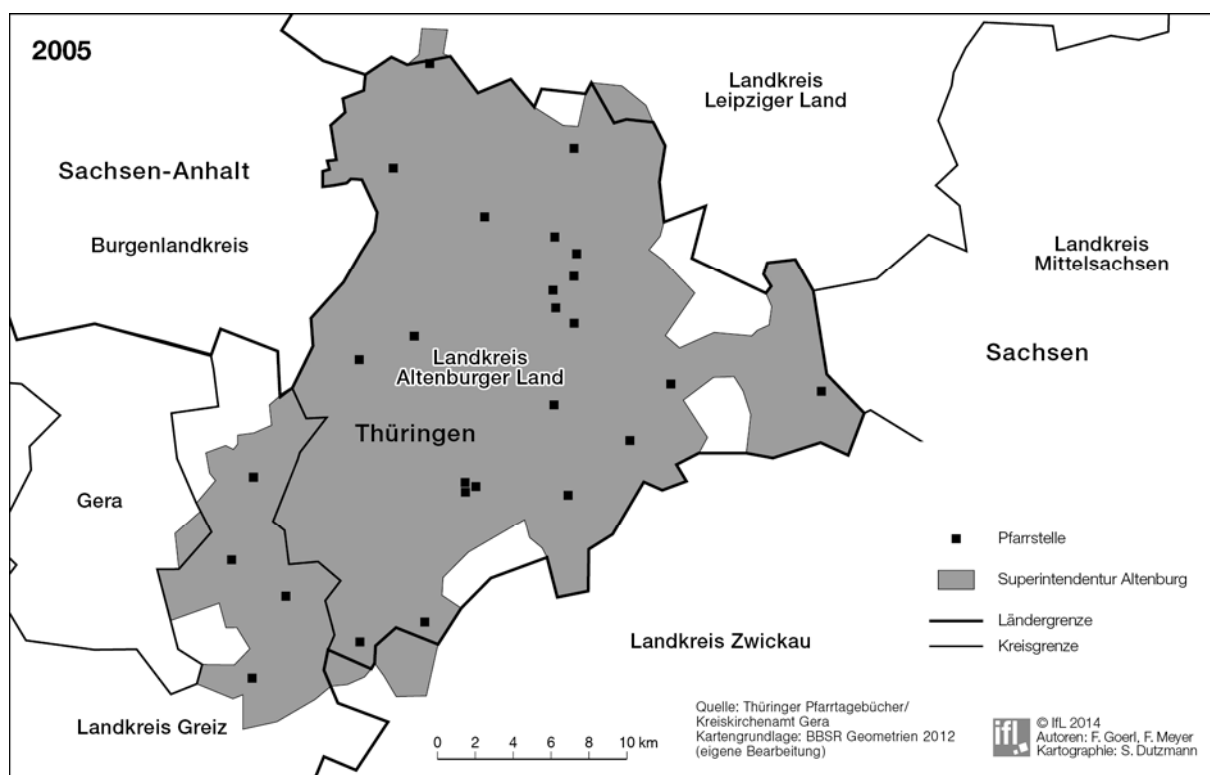 2005
Landkreis
Leipziger Land
Sachsen-Anhalt
Burgenlandkreis
Landkreis
Mittelsachsen
Sachsen
Landkreis
Altenburger Land
Thüringen
Gera
Pfarrstelle
Superintendentur Altenburg
Ländergrenze
Kreisgrenze
Landkreis Zwickau
Landkreis Greiz
0 2 4 6 8 10 km
Quelle: Thüringer Pfarrtagebücher/
Kreiskirchenamt Gera
Kartengrundlage: BBSR Geometrien 2012
(eigene Bearbeitung)
ifl
© IfL 2014
Autoren: F. Goerl, F. Meyer
Kartographie: S. Dutzmann